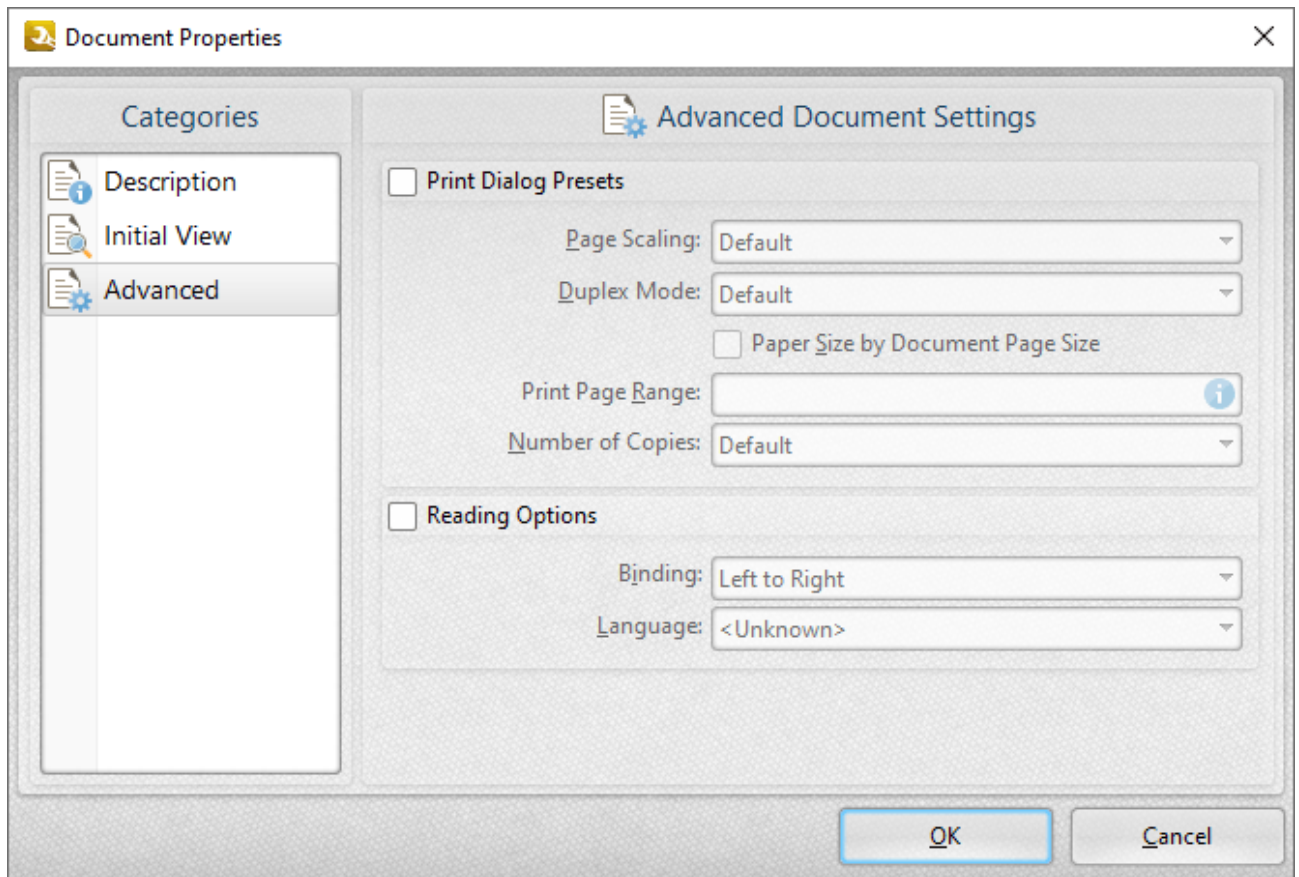 Document Properties
Categories
Description
Initial View
Advanced
Advanced Document Settings
Print Dialog Presets
Page Scaling: Default
Duplex Mode: Default
Paper Size by Document Page Size
Print Page Range:
Number of Copies: Default
Reading Options
Binding: Left to Right
Language: <Unknown>
OK Cancel